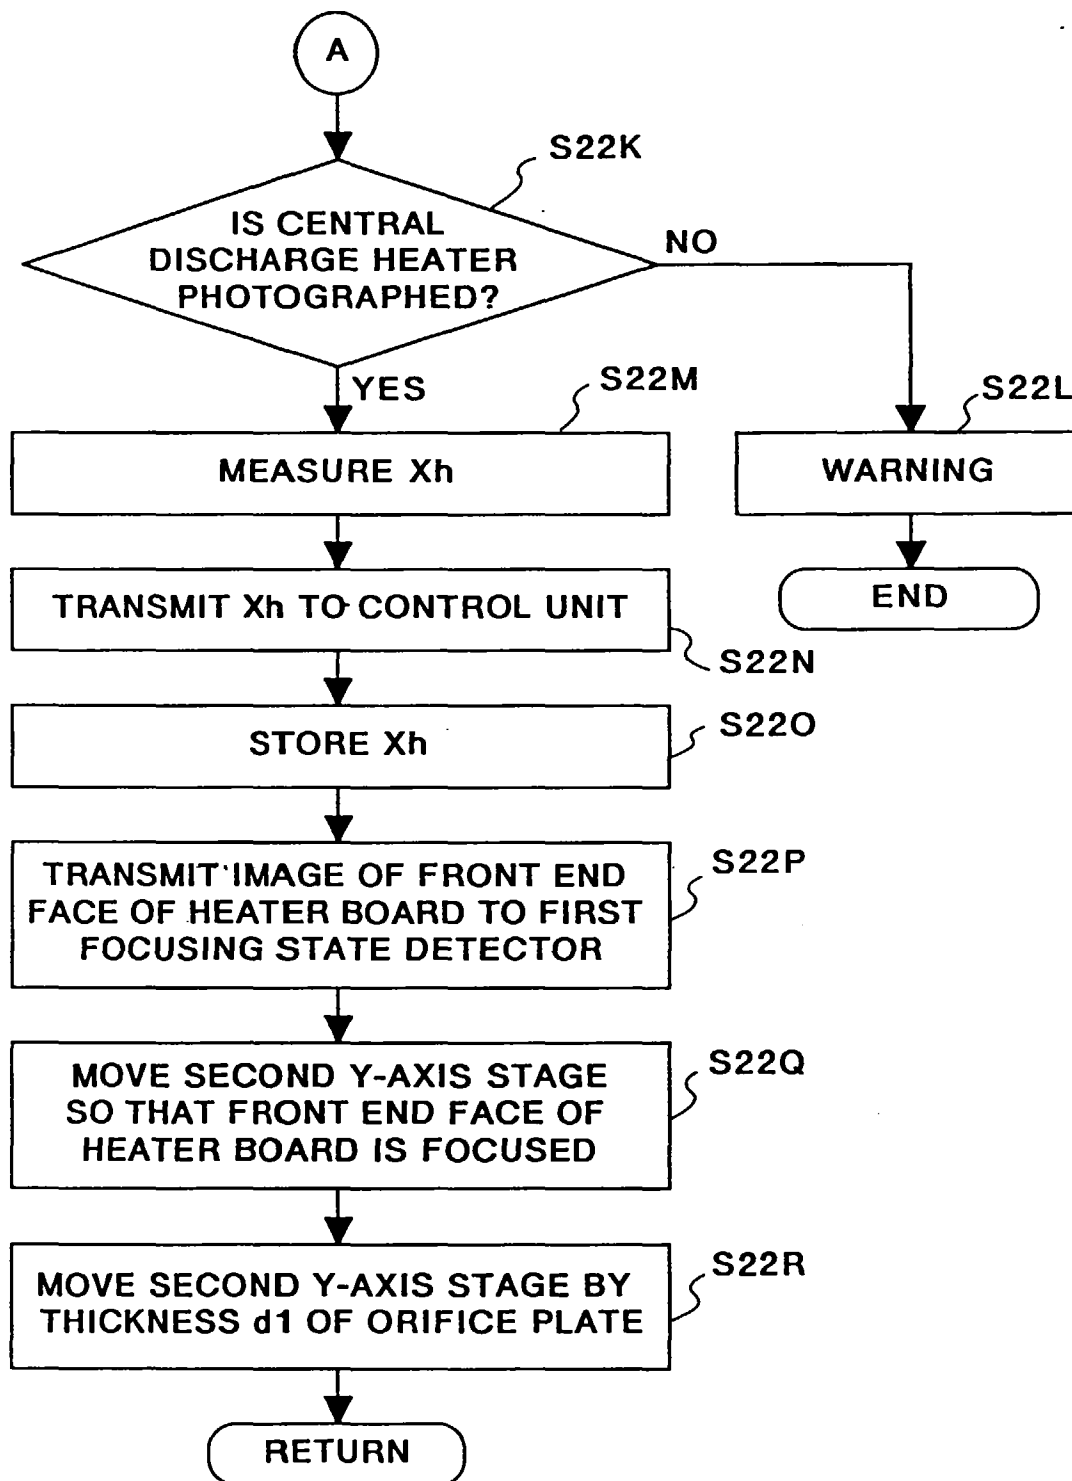 A
S22K
IS CENTRAL
DISCHARGE HEATER
PHOTOGRAPHED?
NO
YES
S22M
S22L
MEASURE Xh
WARNING
TRANSMIT Xh TO CONTROL UNIT
END
S22N
STORE Xh
S22O
TRANSMIT IMAGE OF FRONT END
FACE OF HEATER BOARD TO FIRST
FOCUSING STATE DETECTOR
S22P
MOVE SECOND Y-AXIS STAGE
SO THAT FRONT END FACE OF
HEATER BOARD IS FOCUSED
S22Q
MOVE SECOND Y-AXIS STAGE BY
THICKNESS d1 OF ORIFICE PLATE
S22R
RETURN